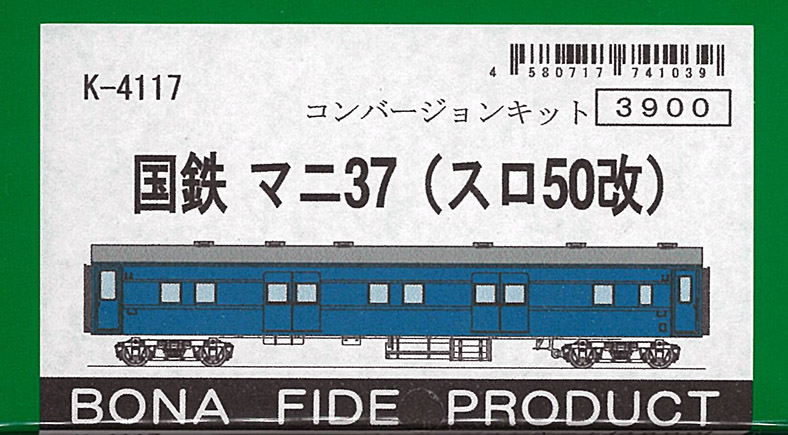 4 580717 741039
K-4117
コンバージョンキット 3900
国鉄 マニ37（スロ50改）
BONA FIDE PRODUCT